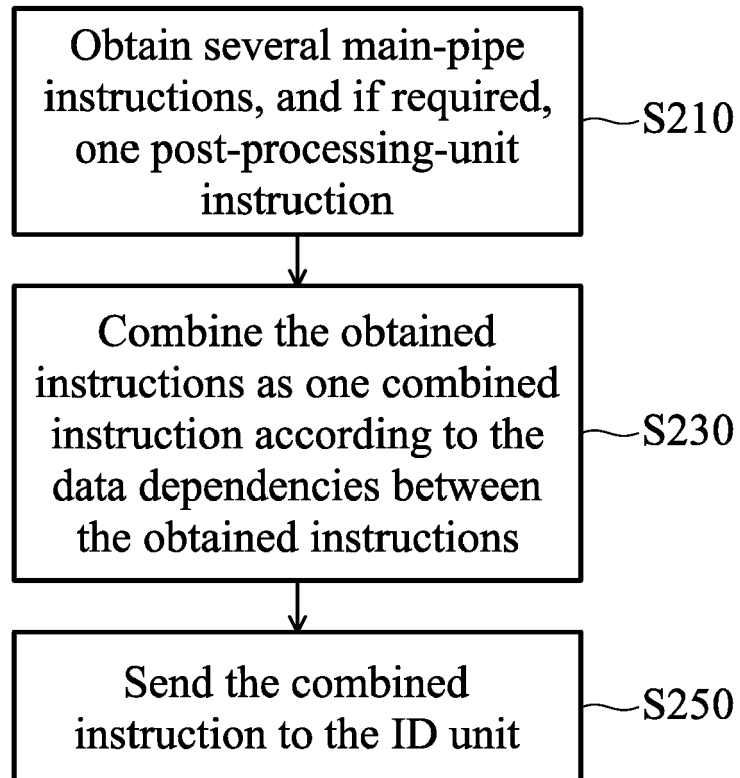 Obtain several main-pipe
instructions, and if required,
one post-processing-unit
instruction
S210
Combine the obtained
instructions as one combined
instruction according to the
data dependencies between
the obtained instructions
S230
Send the combined
instruction to the ID unit
S250